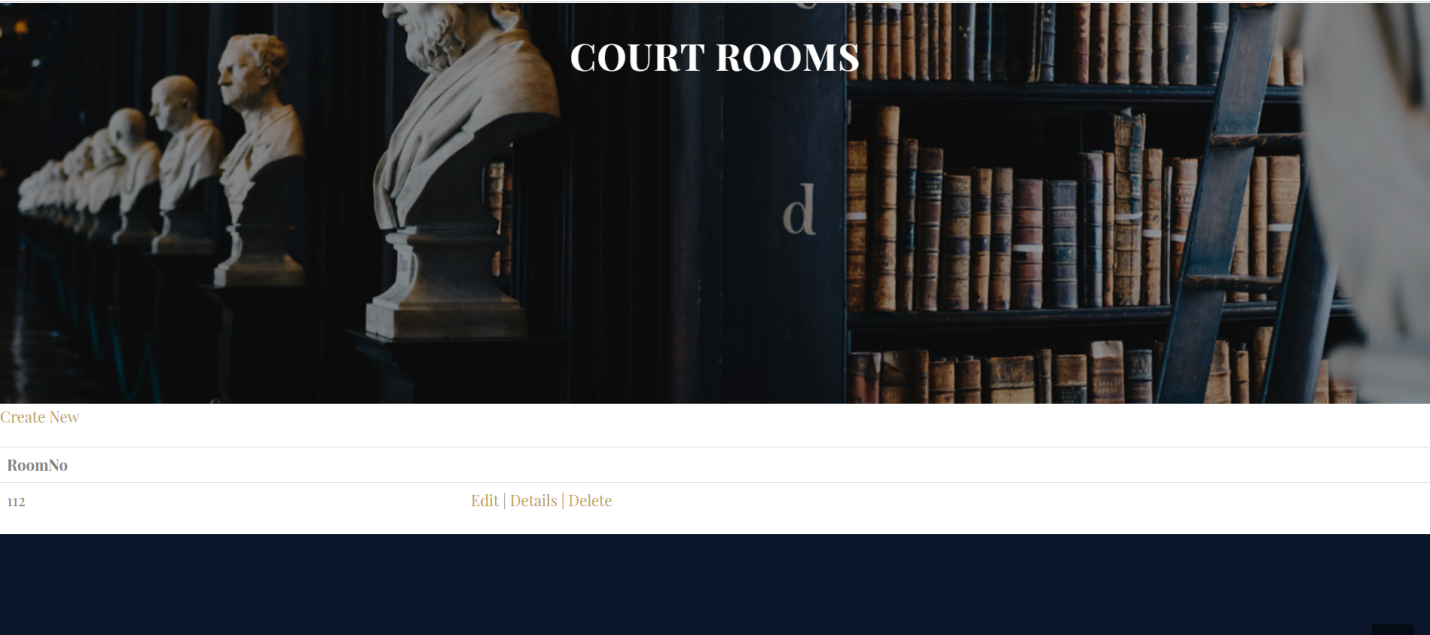 COURT ROOMS
d
Create New
RoomNo
112
Edit | Details | Delete